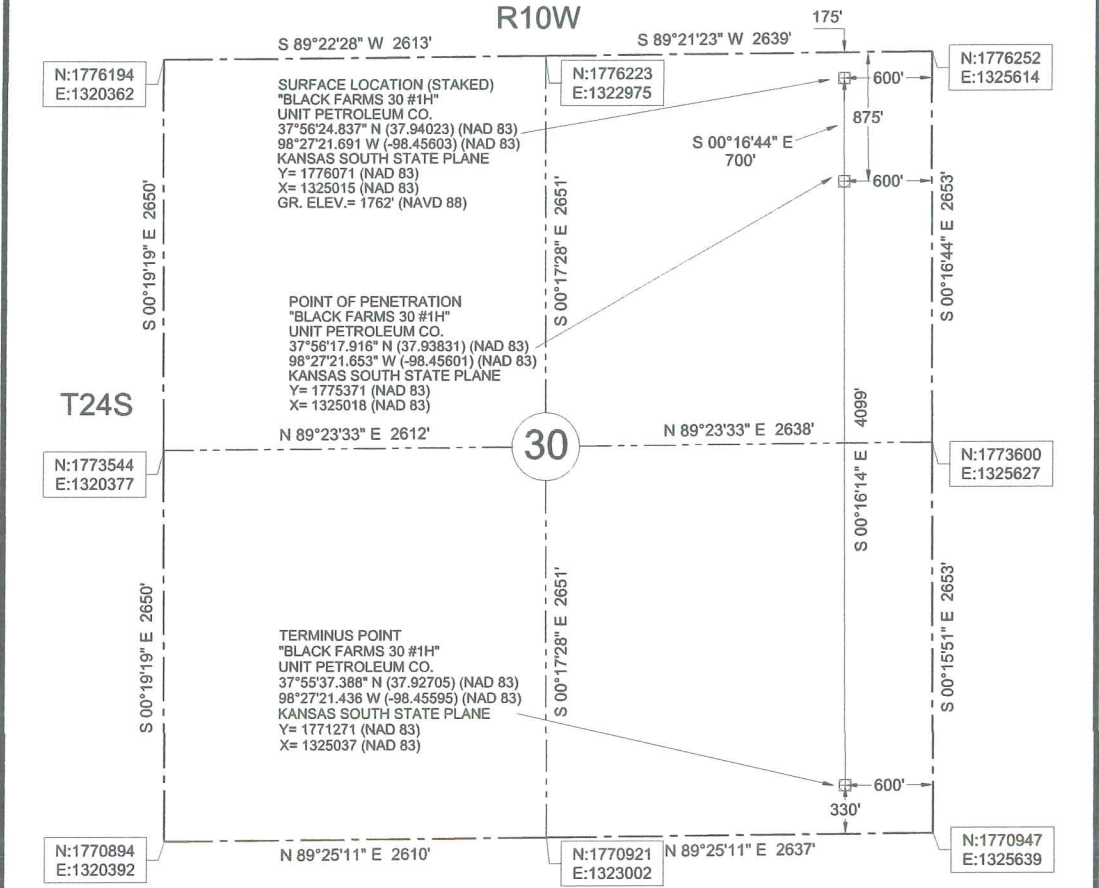 R10W
175'
S 89°22'28" W 2613'
S 89°21'23" W 2639'
N:1776194
E:1320362
N:1776223
E:1322975
N:1776252
E:1325614
SURFACE LOCATION (STAKED)
"BLACK FARMS 30 #1H"
UNIT PETROLEUM CO.
37°56'24.837" N (37.94023) (NAD 83)
98°27'21.691 W (-98.45603) (NAD 83)
KANSAS SOUTH STATE PLANE
Y= 1776071 (NAD 83)
X= 1325015 (NAD 83)
GR. ELEV.= 1762' (NAVD 88)
600'
875'
S 00°16'44" E
700'
600'
S 00°19'19" E 2650'
S 00°17'28" E 2651'
S 00°16'44" E 2653'
POINT OF PENETRATION
"BLACK FARMS 30 #1H"
UNIT PETROLEUM CO.
37°56'17.916" N (37.93831) (NAD 83)
98°27'21.653" W (-98.45601) (NAD 83)
KANSAS SOUTH STATE PLANE
Y= 1775371 (NAD 83)
X= 1325018 (NAD 83)
T24S
N 89°23'33" E 2612'
30
N 89°23'33" E 2638'
S 00°16'14" E 4099'
N:1773544
E:1320377
N:1773600
E:1325627
S 00°19'19" E 2650'
S 00°17'28" E 2651'
S 00°15'51" E 2653'
TERMINUS POINT
"BLACK FARMS 30 #1H"
UNIT PETROLEUM CO.
37°55'37.388" N (37.92705) (NAD 83)
98°27'21.436 W (-98.45595) (NAD 83)
KANSAS SOUTH STATE PLANE
Y= 1771271 (NAD 83)
X= 1325037 (NAD 83)
600'
330'
N:1770894
E:1320392
N 89°25'11" E 2610'
N:1770921
E:1323002
N 89°25'11" E 2637'
N:1770947
E:1325639